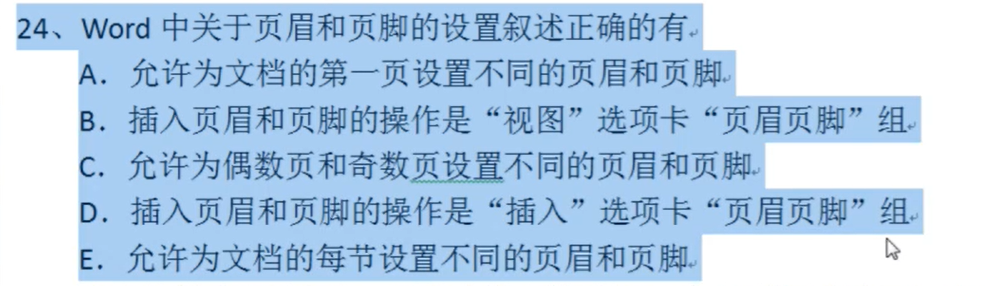 24、Word 中关于页眉和页脚的设置叙述正确的有
A. 允许为文档的第一页设置不同的页眉和页脚
B. 插入页眉和页脚的操作是“视图”选项卡“页眉页脚”组
C. 允许为偶数页和奇数页设置不同的页眉和页脚
D. 插入页眉和页脚的操作是“插入”选项卡“页眉页脚”组
E. 允许为文档的每节设置不同的页眉和页脚